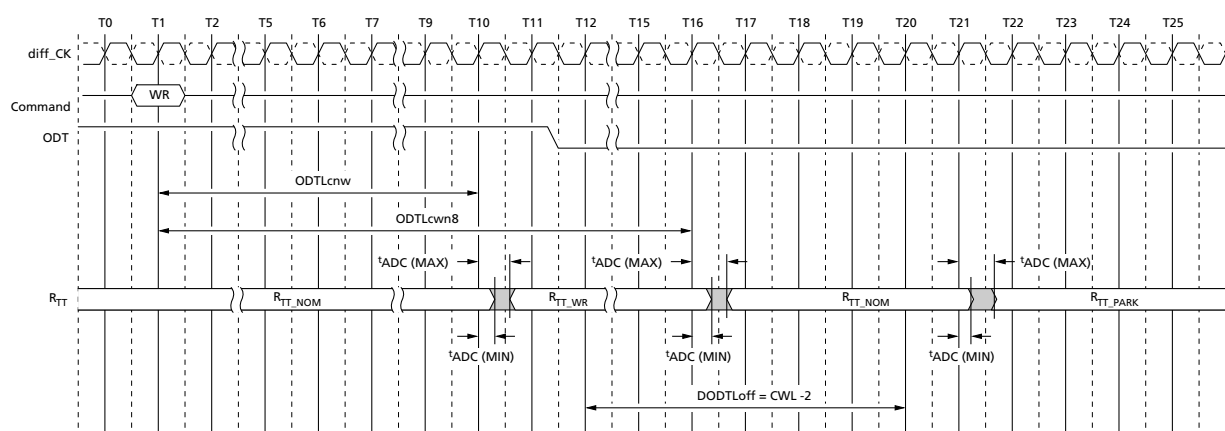 T0 T1 T2 T5 T6 T7 T9 T10 T11 T12 T15 T16 T17 T18 T19 T20 T21 T22 T23 T24 T25
diff_CK
Command WR
ODT
ODTLcnw
ODTLcwn8
tADC (MAX) tADC (MAX) tADC (MAX)
RTT RTT_NOM RTT_WR RTT_NOM RTT_PARK
tADC (MIN) tADC (MIN) tADC (MIN)
DODTLoff = CWL -2